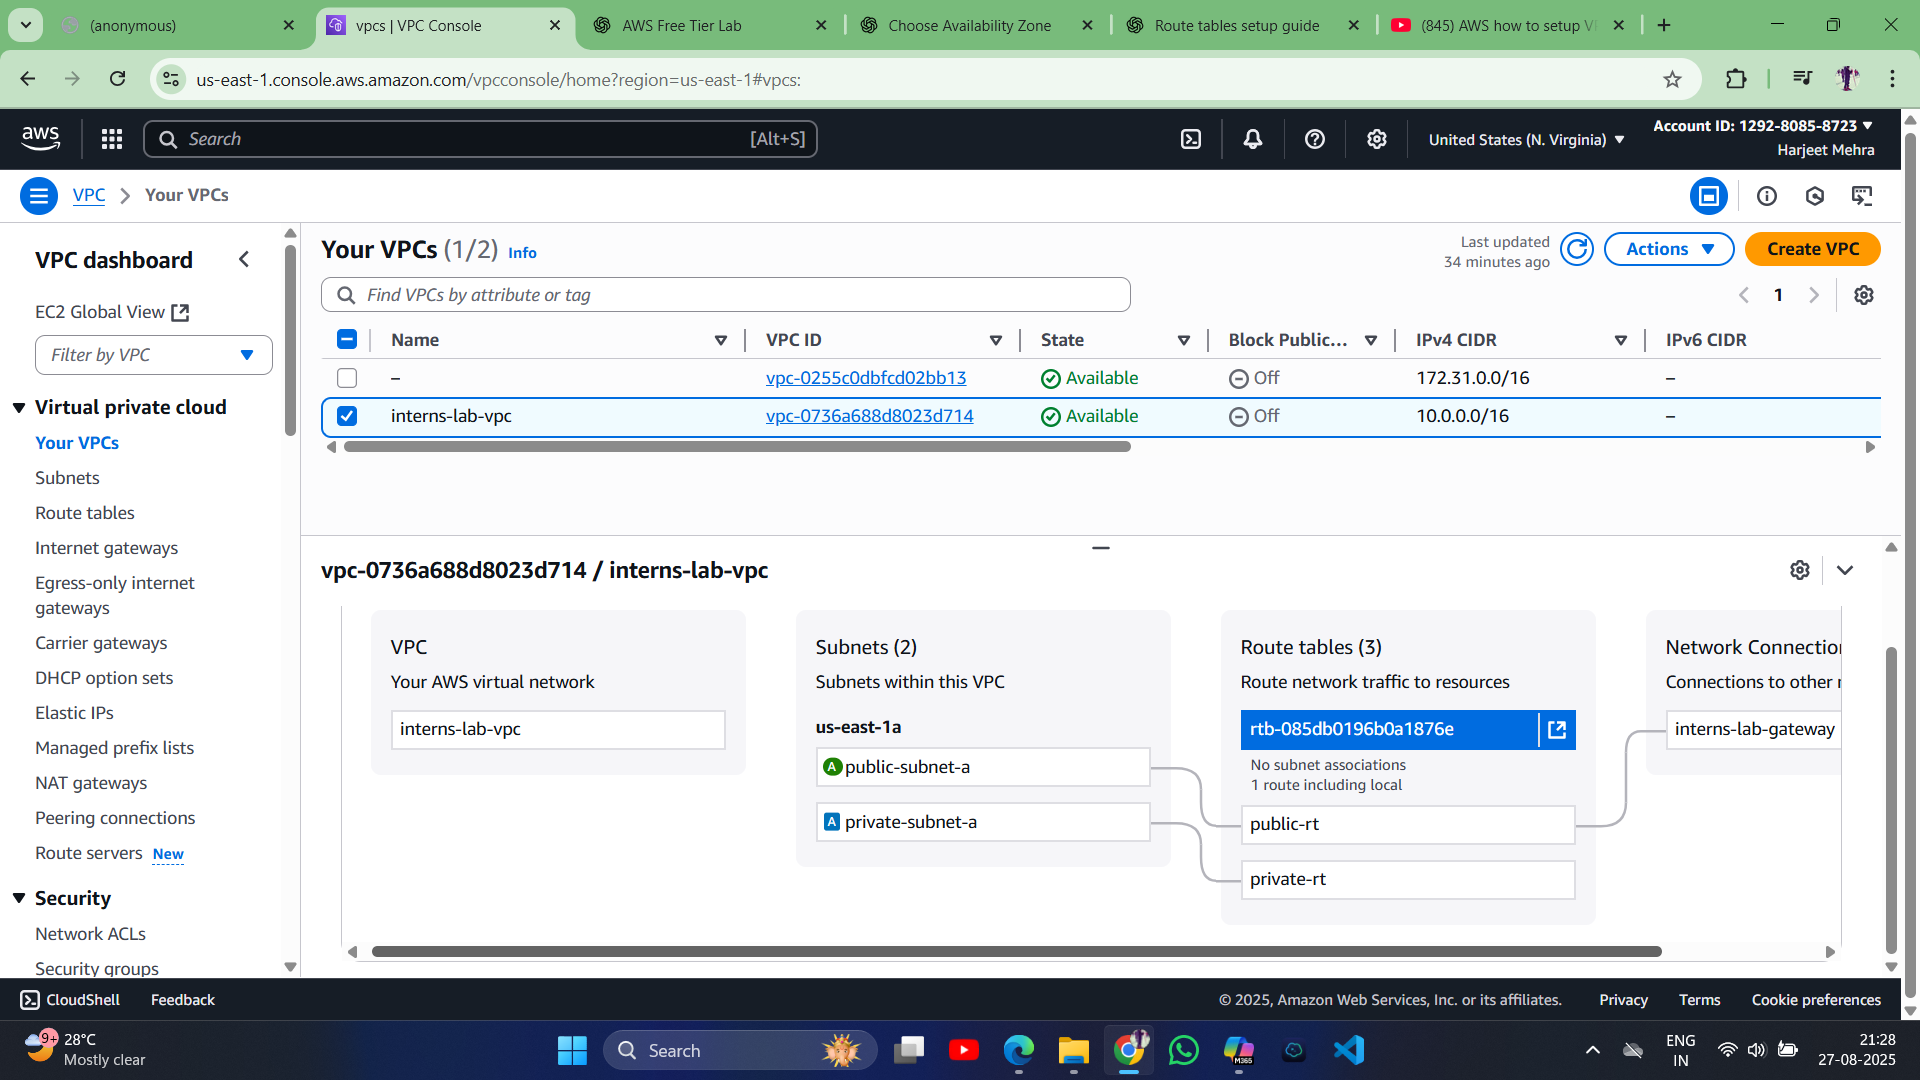 (anonymous)
vpcs | VPC Console
AWS Free Tier Lab
Choose Availability Zone
Route tables setup guide
(845) AWS how to setup V
us-east-1.console.aws.amazon.com/vpcconsole/home?region=us-east-1#vpcs:
aws
Search
[Alt+S]
United States (N. Virginia)
Account ID: 1292-8085-8723
Harjeet Mehra
VPC
Your VPCs
VPC dashboard
EC2 Global View
Filter by VPC
Virtual private cloud
Your VPCs
Subnets
Route tables
Internet gateways
Egress-only internet
gateways
Carrier gateways
DHCP option sets
Elastic IPs
Managed prefix lists
NAT gateways
Peering connections
Route servers New
Security
Network ACLs
Security groups
Your VPCs (1/2) Info
Last updated
34 minutes ago
Actions
Create VPC
Find VPCs by attribute or tag
1
Name VPC ID State Block Public... IPv4 CIDR IPv6 CIDR
– vpc-0255c0dbfcd02bb13 Available Off 172.31.0.0/16 –
interns-lab-vpc vpc-0736a688d8023d714 Available Off 10.0.0.0/16 –
vpc-0736a688d8023d714 / interns-lab-vpc
VPC
Your AWS virtual network
interns-lab-vpc
Subnets (2)
Subnets within this VPC
us-east-1a
A public-subnet-a
A private-subnet-a
Route tables (3)
Route network traffic to resources
rtb-085db0196b0a1876e
No subnet associations
1 route including local
public-rt
private-rt
Network Connection
Connections to other
interns-lab-gateway
CloudShell
Feedback
© 2025, Amazon Web Services, Inc. or its affiliates.
Privacy
Terms
Cookie preferences
9+
28°C
Mostly clear
Search
M365
ENG
IN
21:28
27-08-2025